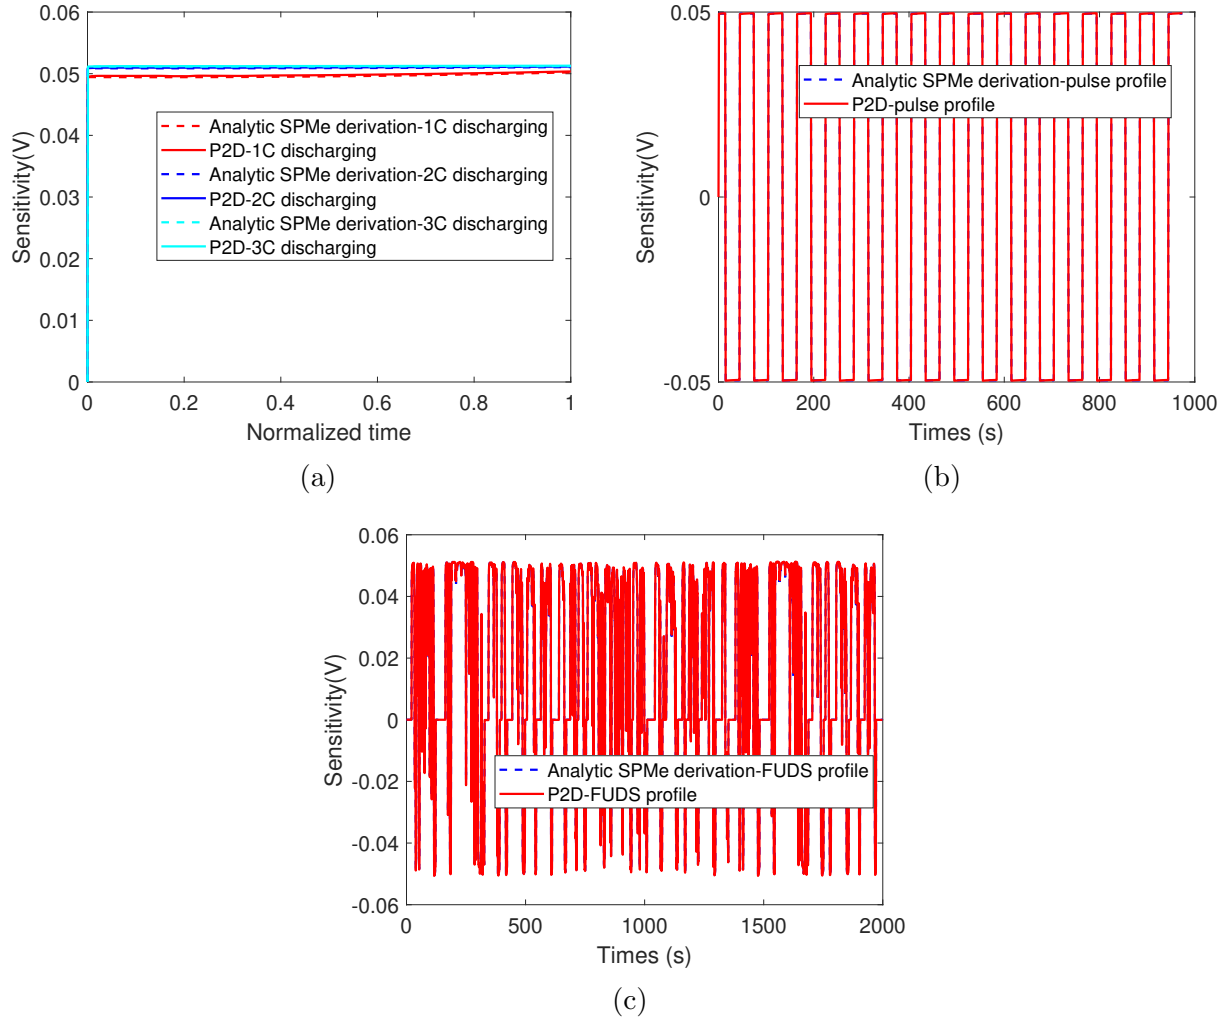 0.06
0.05
0.04
0.03
0.02
0.01
0
Sensitivity(V)
Analytic SPMe derivation-1C discharging
P2D-1C discharging
Analytic SPMe derivation-2C discharging
P2D-2C discharging
Analytic SPMe derivation-3C discharging
P2D-3C discharging
0 0.2 0.4 0.6 0.8 1
Normalized time
(a)
0.05
0
-0.05
Sensitivity(V)
Analytic SPMe derivation-pulse profile
P2D-pulse profile
0 200 400 600 800 1000
Times (s)
(b)
0.06
0.04
0.02
0
-0.02
-0.04
-0.06
Sensitivity(V)
Analytic SPMe derivation-FUDS profile
P2D-FUDS profile
0 500 1000 1500 2000
Times (s)
(c)